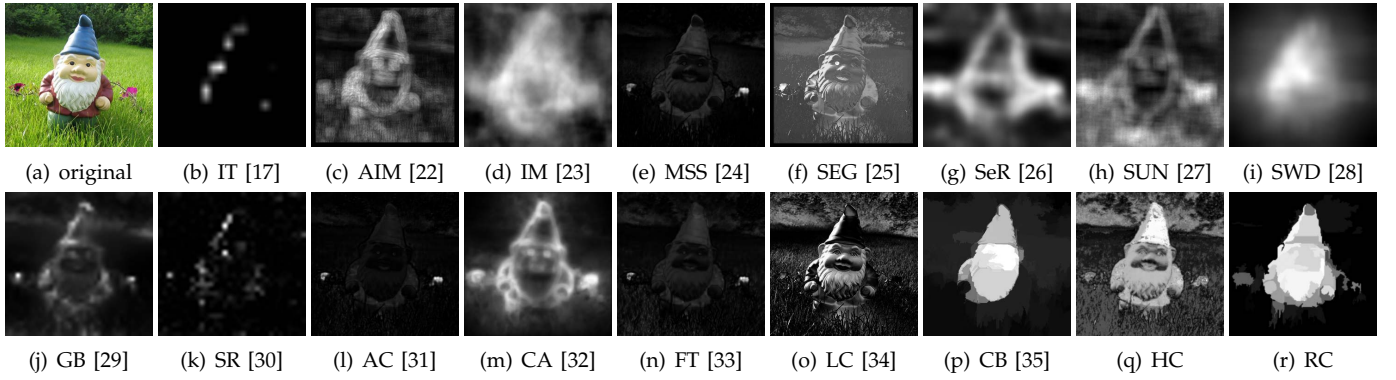 (a) original (b) IT [17] (c) AIM [22] (d) IM [23] (e) MSS [24] (f) SEG [25] (g) SeR [26] (h) SUN [27] (i) SWD [28]
(j) GB [29] (k) SR [30] (l) AC [31] (m) CA [32] (n) FT [33] (o) LC [34] (p) CB [35] (q) HC (r) RC